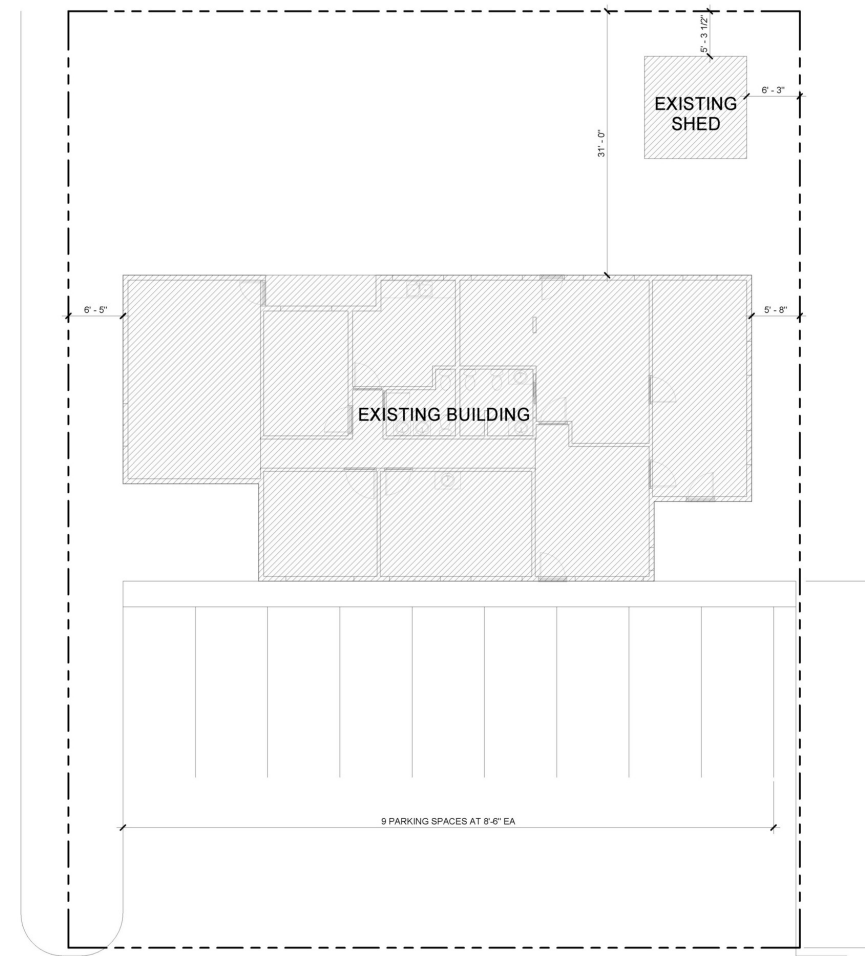 5' - 3 1/2"
EXISTING
SHED
6' - 3"
31' - 0"
6' - 5"
5' - 8"
EXISTING BUILDING
9 PARKING SPACES AT 8'-6" EA